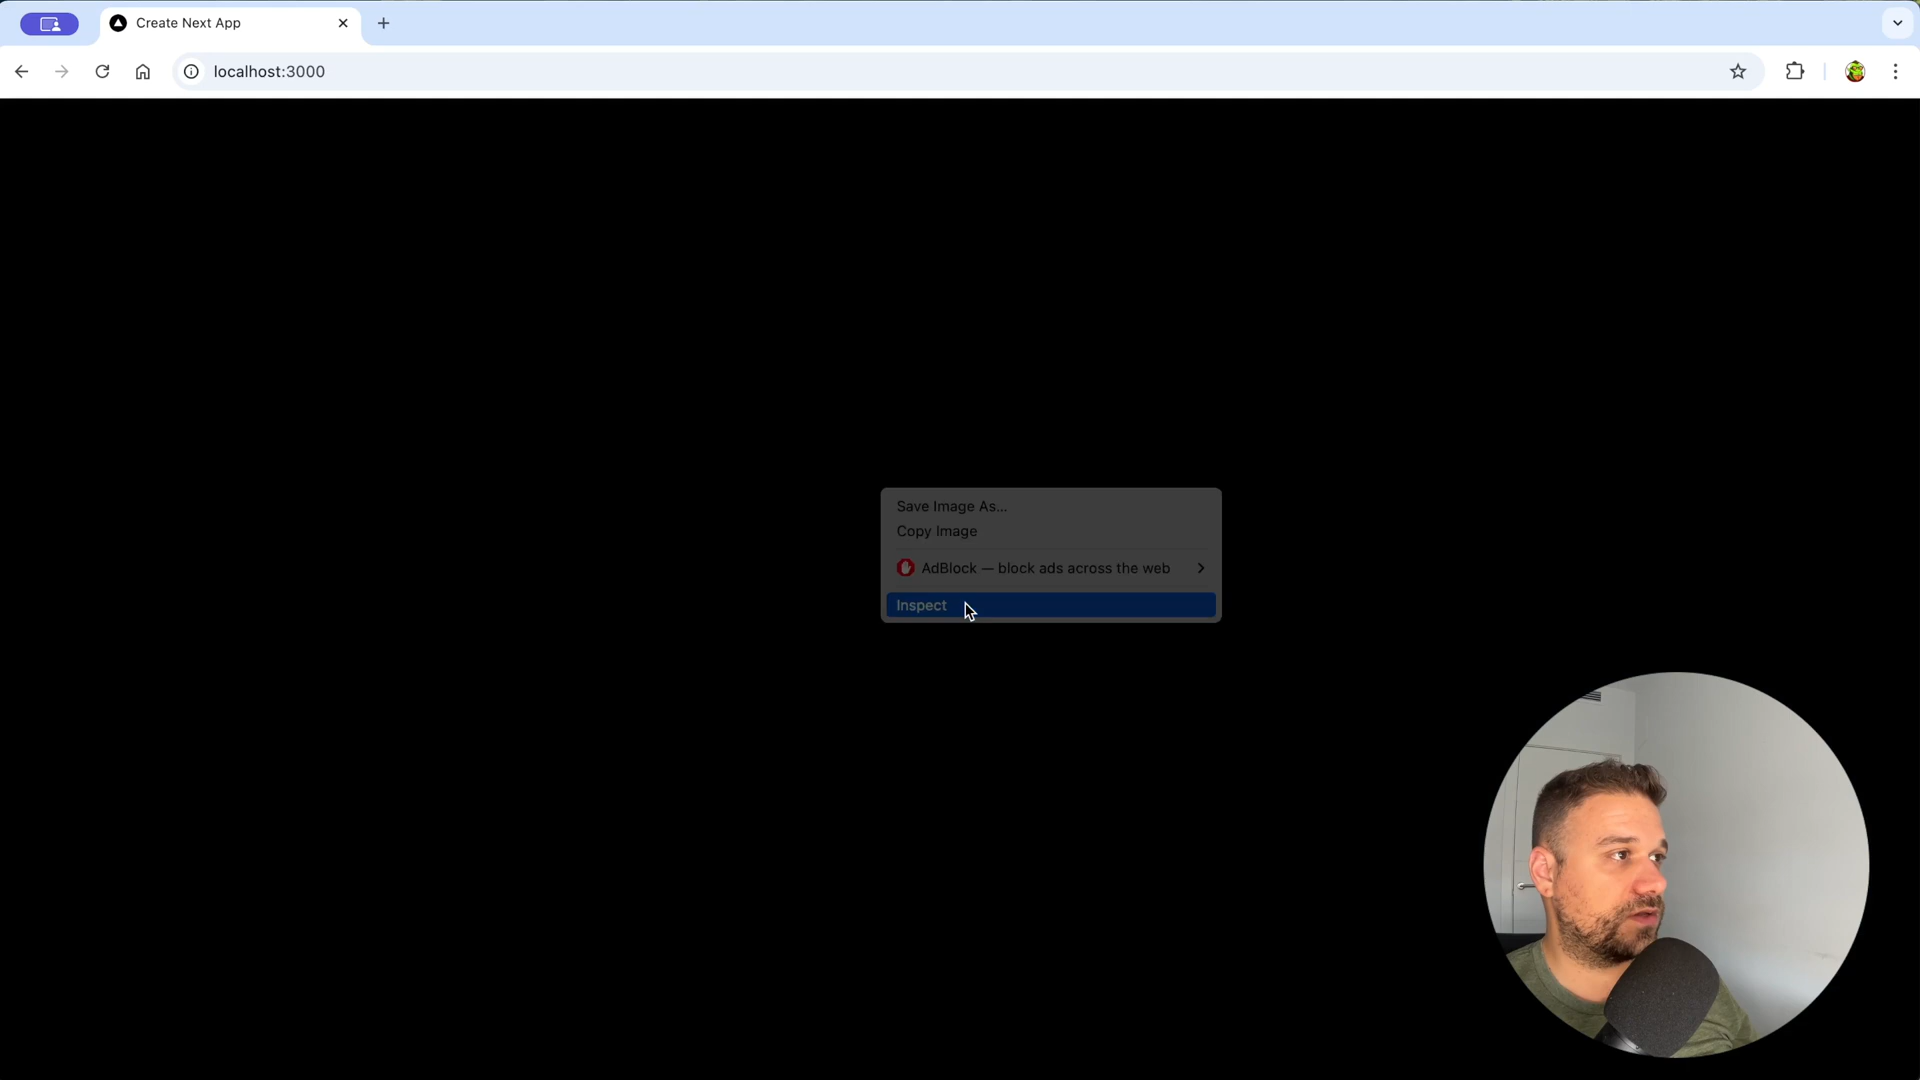 Create Next App
localhost:3000
Save Image As...
Copy Image
AdBlock — block ads across the web
Inspect